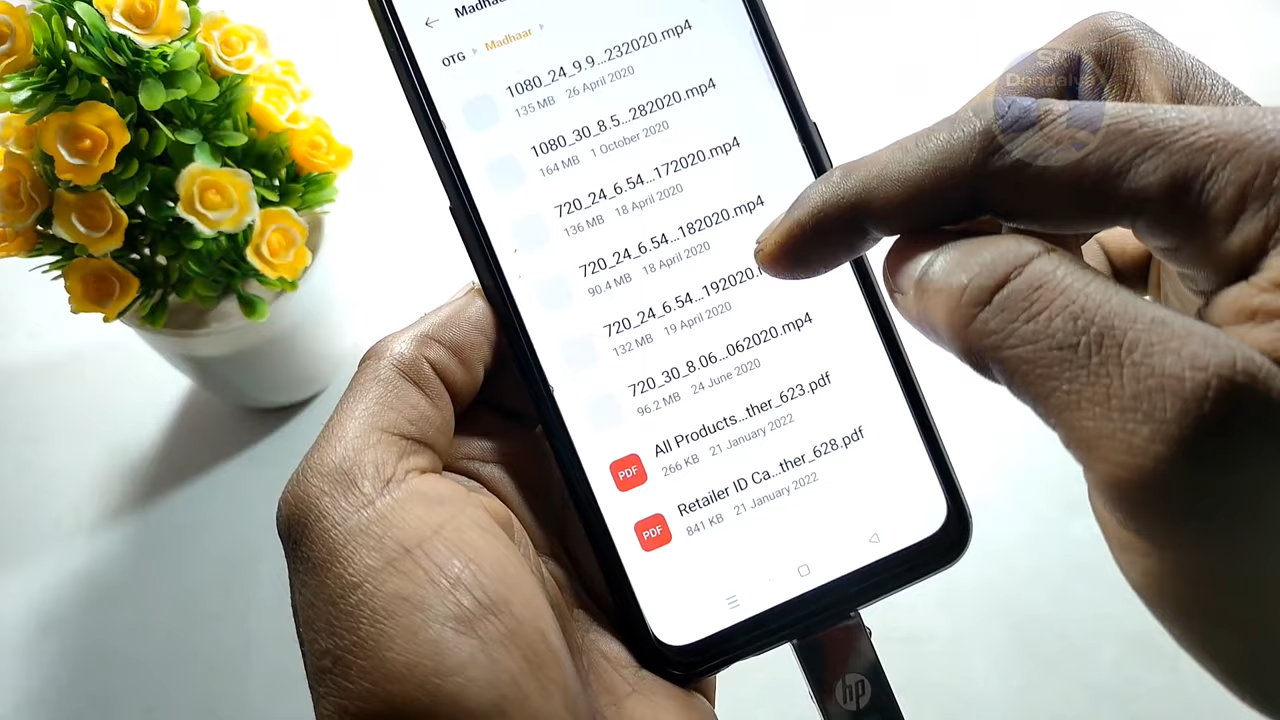 Madhaar
OTG Madhaar
1080_24_9.9...232020.mp4
135 MB 26 April 2020
1080_30_8.5...282020.mp4
164 MB 1 October 2020
720_24_6.54...172020.mp4
136 MB 18 April 2020
720_24_6.54...182020.mp4
90.4 MB 18 April 2020
720_24_6.54...192020.
132 MB 19 April 2020
720_30_8.06...062020.mp4
96.2 MB 24 June 2020
All Products...ther_623.pdf
PDF
266 KB 21 January 2022
Retailer ID Ca...ther_628.pdf
PDF
841 KB 21 January 2022
hp